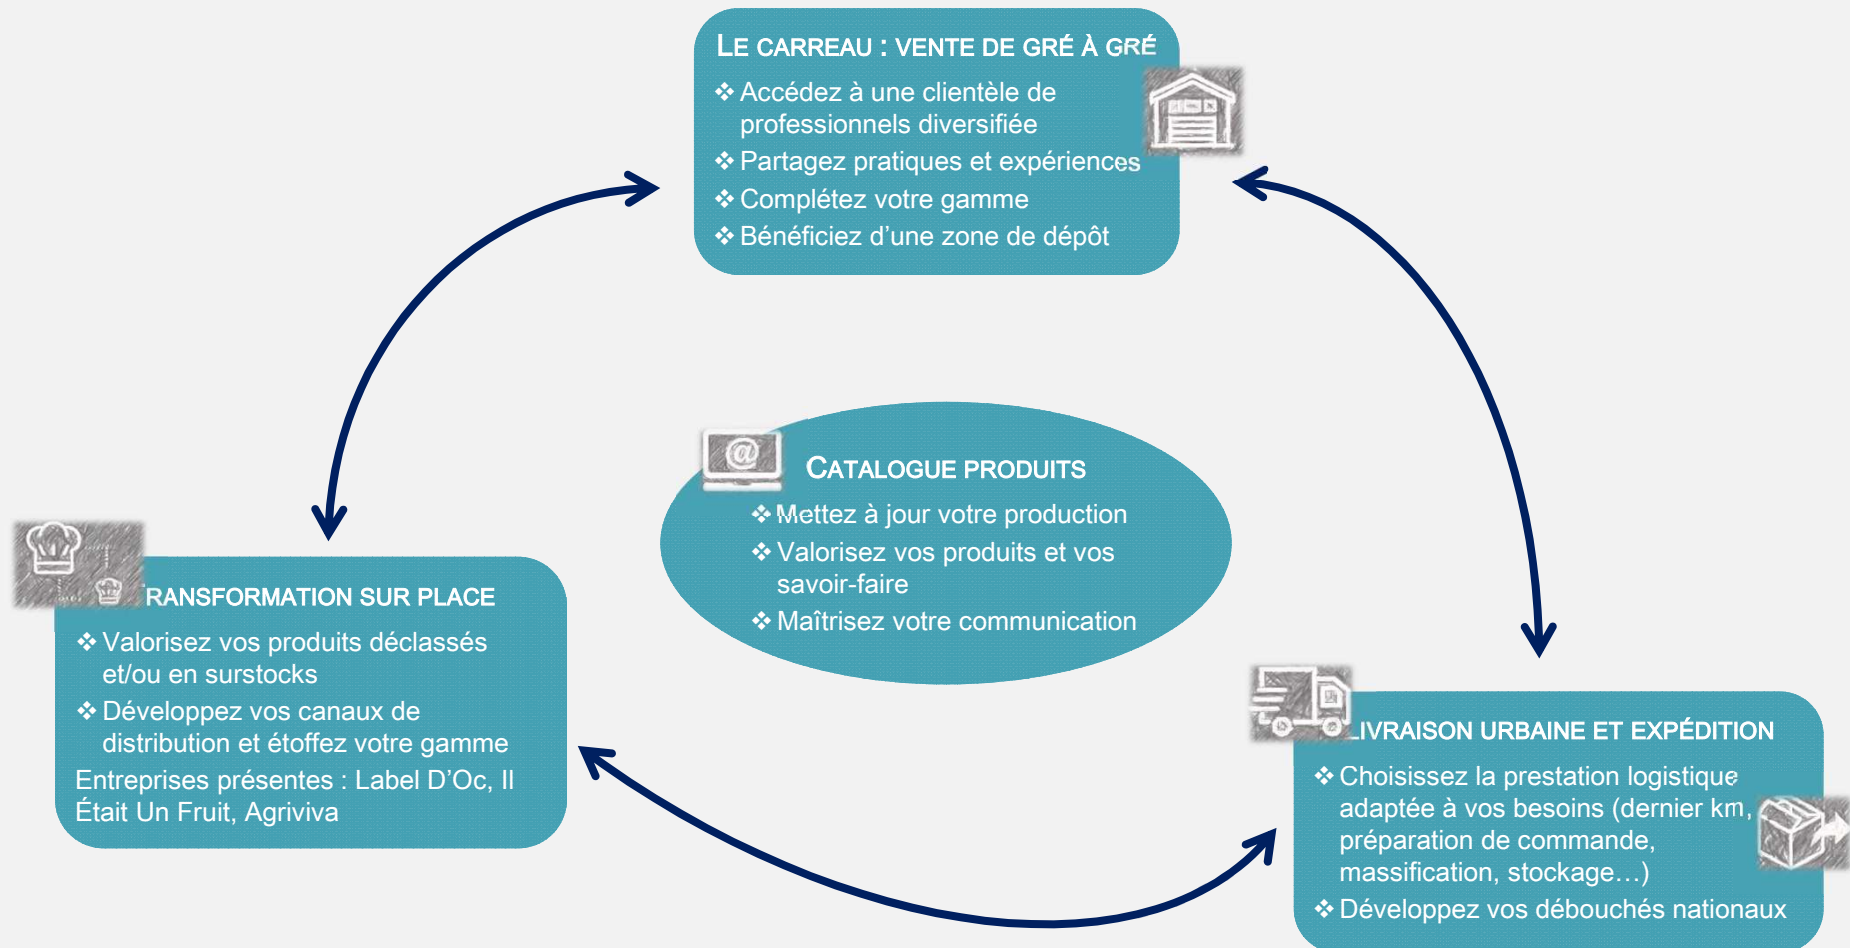 LE CARREAU : VENTE DE GRÉ À GRÉ
❖ Accédez à une clientèle de
professionnels diversifiée
❖ Partagez pratiques et expériences
❖ Complétez votre gamme
❖ Bénéficiez d’une zone de dépôt
@
CATALOGUE PRODUITS
❖ Mettez à jour votre production
❖ Valorisez vos produits et vos
savoir-faire
❖ Maîtrisez votre communication
RANSFORMATION SUR PLACE
❖ Valorisez vos produits déclassés
et/ou en surstocks
❖ Développez vos canaux de
distribution et étoffez votre gamme
Entreprises présentes : Label D’Oc, Il
Était Un Fruit, Agriviva
LIVRAISON URBAINE ET EXPÉDITION
❖ Choisissez la prestation logistique
adaptée à vos besoins (dernier km,
préparation de commande,
massification, stockage…)
❖ Développez vos débouchés nationaux